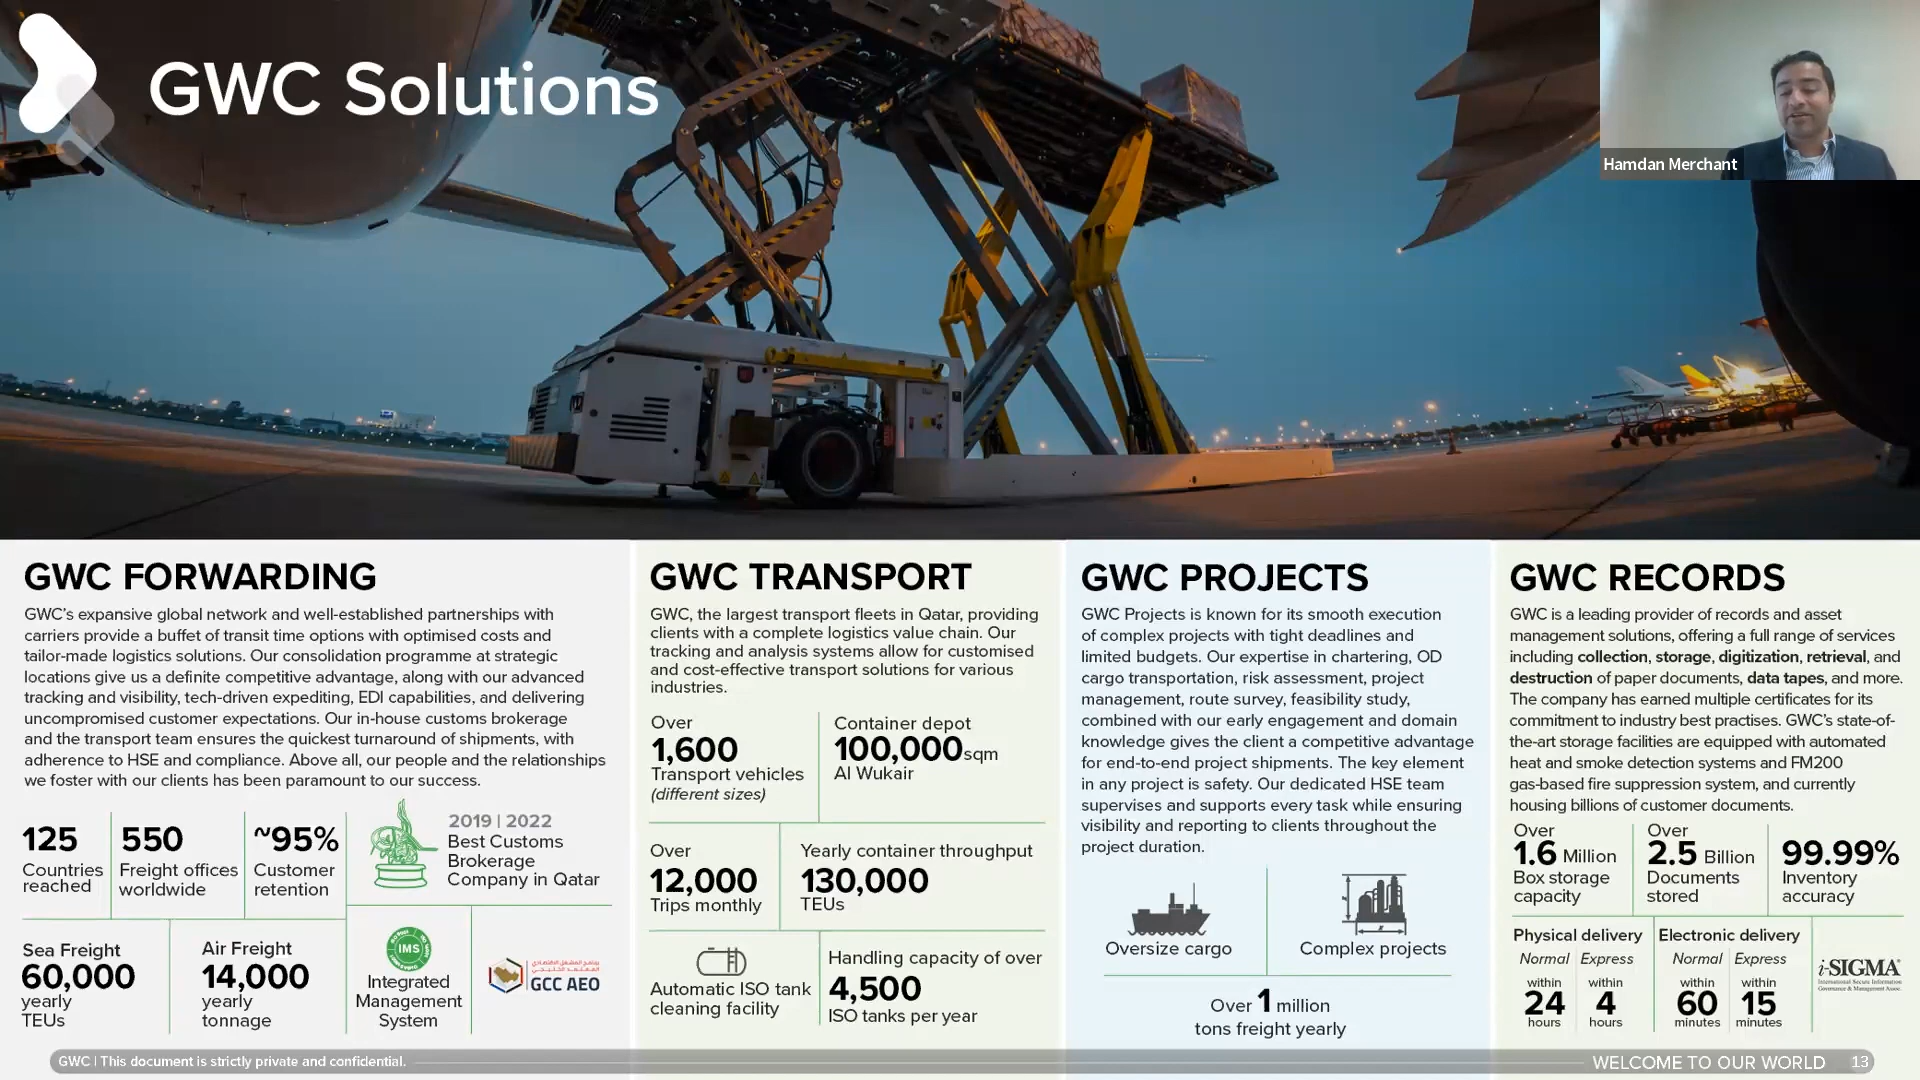 GWC Solutions
Hamdan Merchant
GWC FORWARDING
GWC's expansive global network and well-established partnerships with
carriers provide a buffet of transit time options with optimised costs and
tailor-made logistics solutions. Our consolidation programme at strategic
locations give us a definite competitive advantage, along with our advanced
tracking and visibility, tech-driven expediting, EDI capabilities, and delivering
uncompromised customer expectations. Our in-house customs brokerage
and the transport team ensures the quickest turnaround of shipments, with
adherence to HSE and compliance. Above all, our people and the relationships
we foster with our clients has been paramount to our success.
125
Countries
reached
550
Freight offices
worldwide
~95%
Customer
retention
2019 | 2022
Best Customs
Brokerage
Company in Qatar
Sea Freight
60,000
yearly
TEUs
Air Freight
14,000
yearly
tonnage
IMS
Integrated
Management
System
GCC AEO
GWC TRANSPORT
GWC, the largest transport fleets in Qatar, providing
clients with a complete logistics value chain. Our
tracking and analysis systems allow for customised
and cost-effective transport solutions for various
industries.
Over
1,600
Transport vehicles
(different sizes)
Container depot
100,000sqm
Al Wukair
Over
12,000
Trips monthly
Yearly container throughput
130,000
TEUs
Automatic ISO tank
cleaning facility
Handling capacity of over
4,500
ISO tanks per year
GWC PROJECTS
GWC Projects is known for its smooth execution
of complex projects with tight deadlines and
limited budgets. Our expertise in chartering, OD
cargo transportation, risk assessment, project
management, route survey, feasibility study,
combined with our early engagement and domain
knowledge gives the client a competitive advantage
for end-to-end project shipments. The key element
in any project is safety. Our dedicated HSE team
supervises and supports every task while ensuring
visibility and reporting to clients throughout the
project duration.
Oversize cargo
Complex projects
Over 1 million
tons freight yearly
GWC RECORDS
GWC is a leading provider of records and asset
management solutions, offering a full range of services
including collection, storage, digitization, retrieval, and
destruction of paper documents, data tapes, and more.
The company has earned multiple certificates for its
commitment to industry best practises. GWC's state-of-
the-art storage facilities are equipped with automated
heat and smoke detection systems and FM200
gas-based fire suppression system, and currently
housing billions of customer documents.
Over
1.6 Million
Box storage
capacity
Over
2.5 Billion
Documents
stored
99.99%
Inventory
accuracy
Physical delivery
Normal
within
24
hours
Express
within
4
hours
Electronic delivery
Normal
within
60
minutes
Express
within
15
minutes
i-SIGMA
International Secure Information
Governance & Management Assoc.
GWC | This document is strictly private and confidential.
WELCOME TO OUR WORLD 13